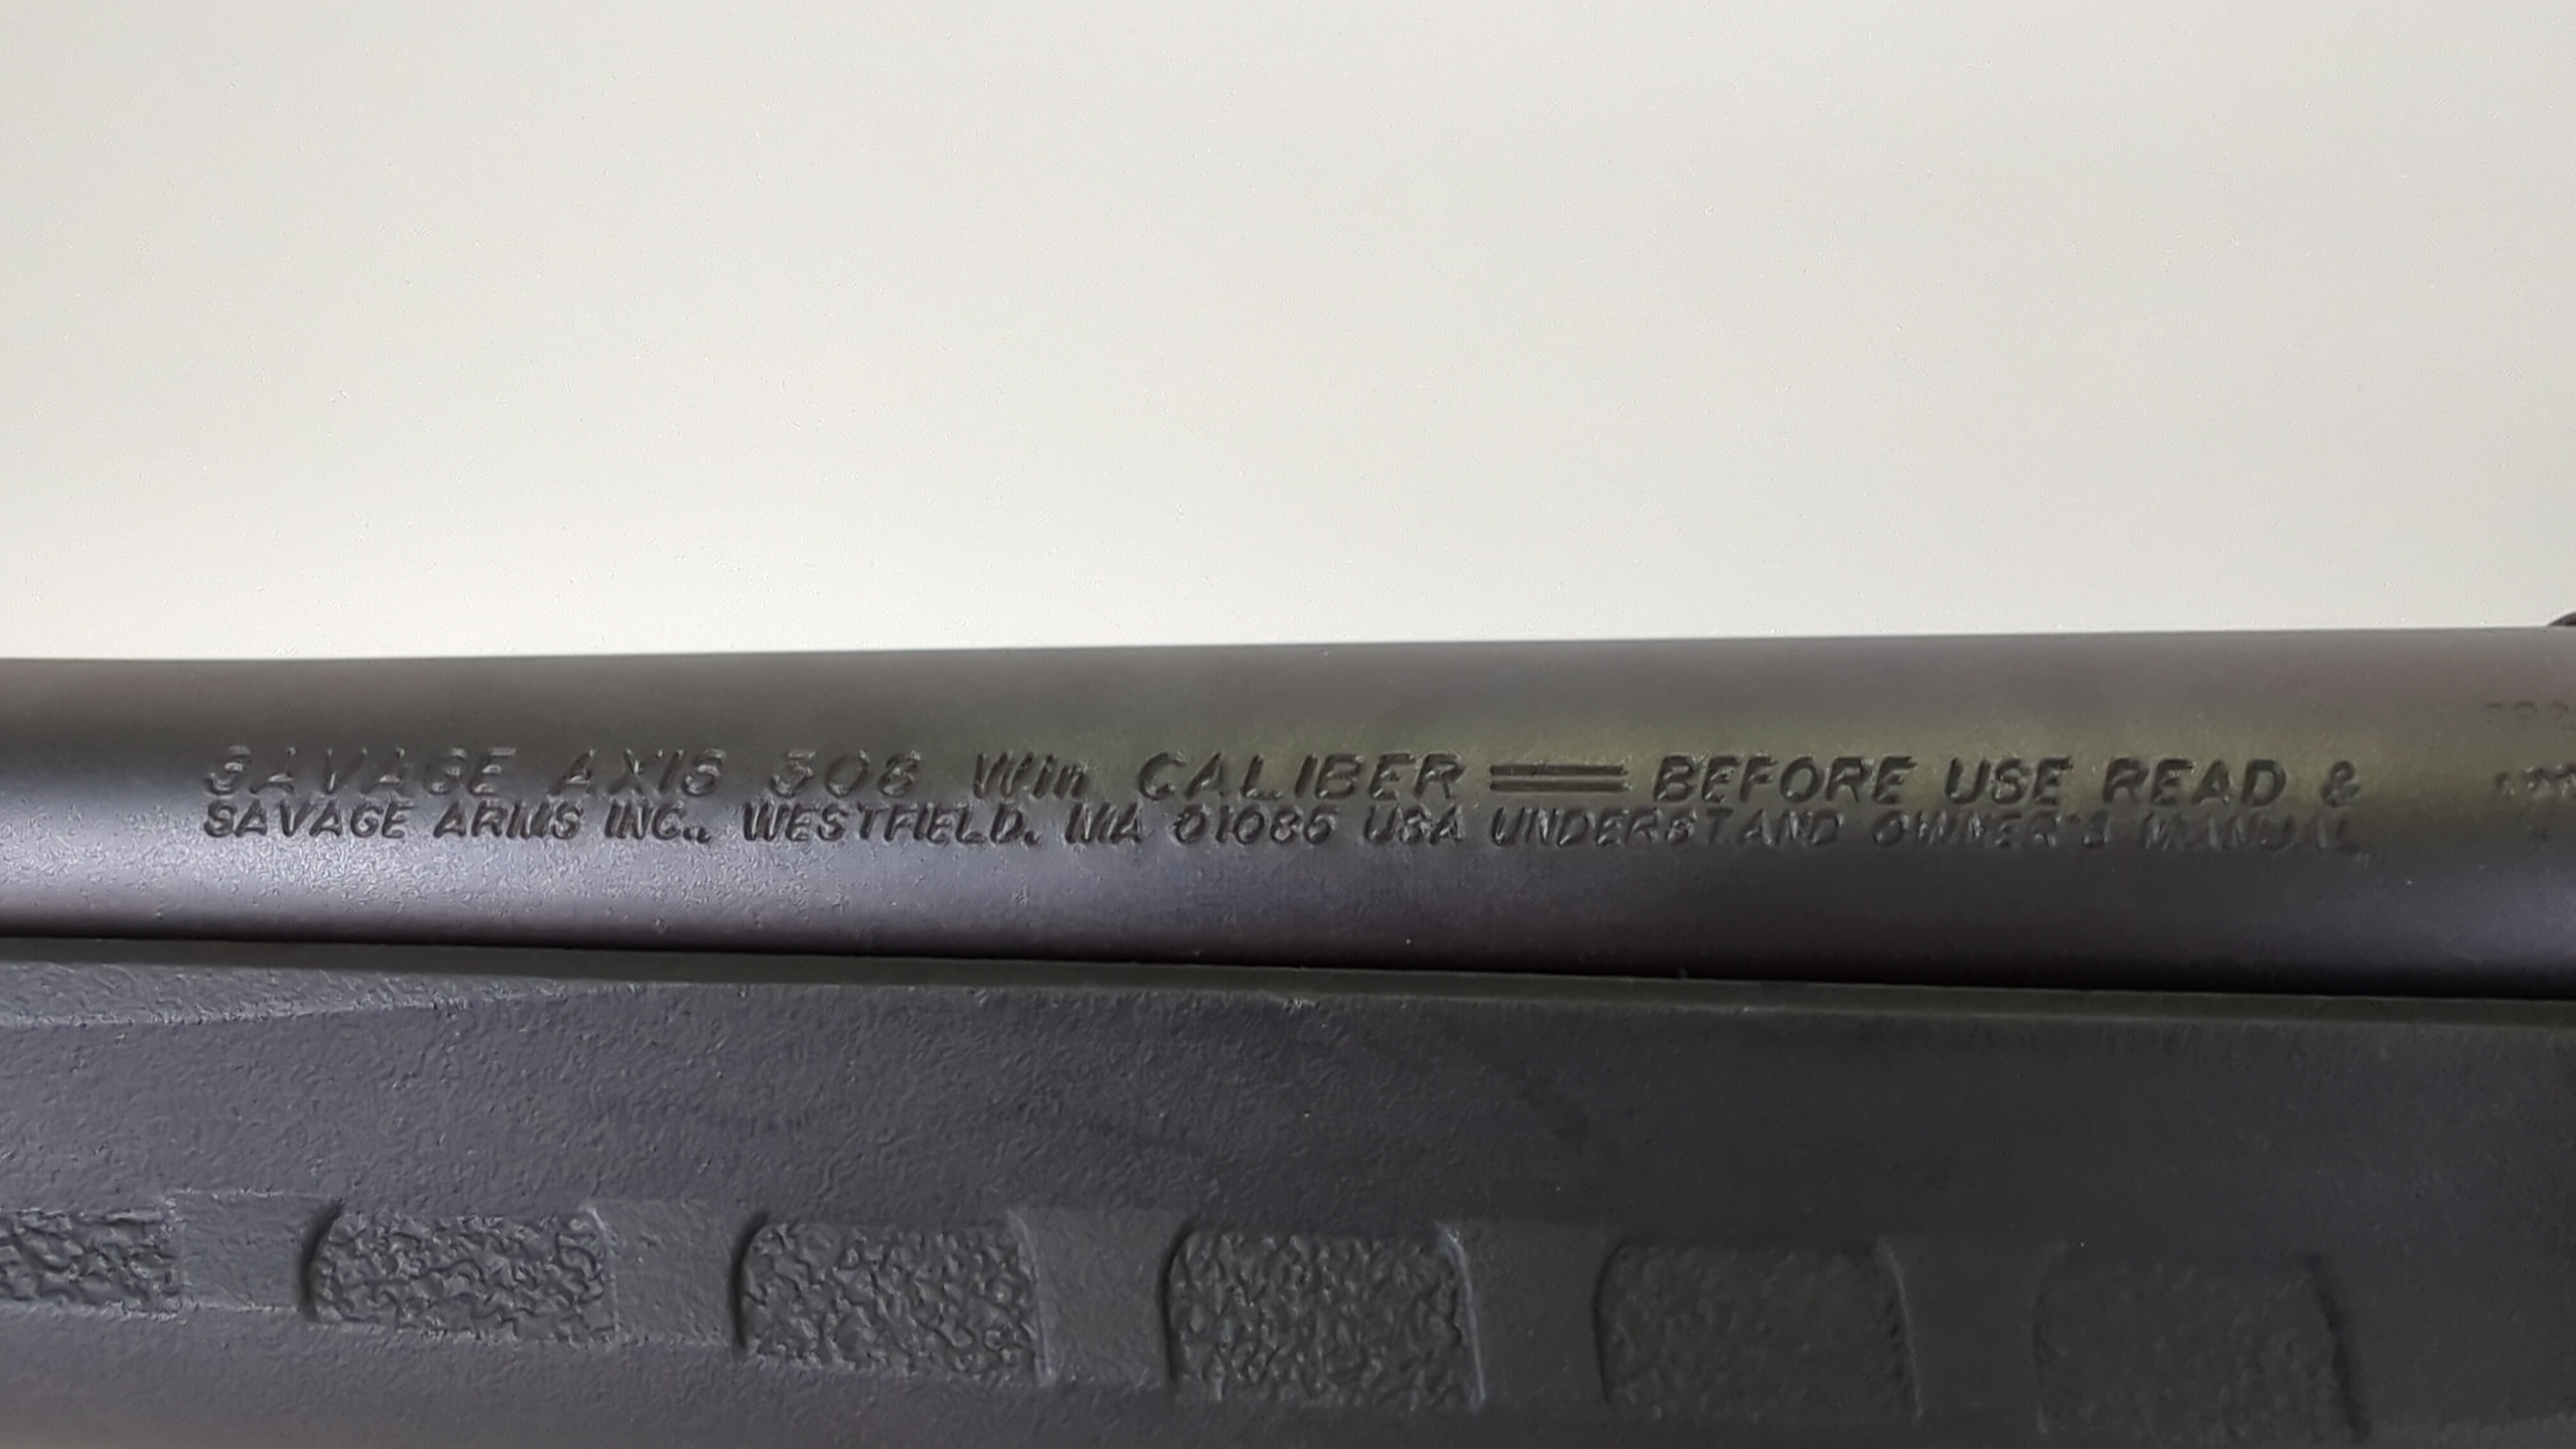 SAVAGE AXIS 308 Win CALIBER BEFORE USE READ &
SAVAGE ARMS INC., WESTFIELD, MA 01085 USA UNDERSTAND OWNER'S MANUAL